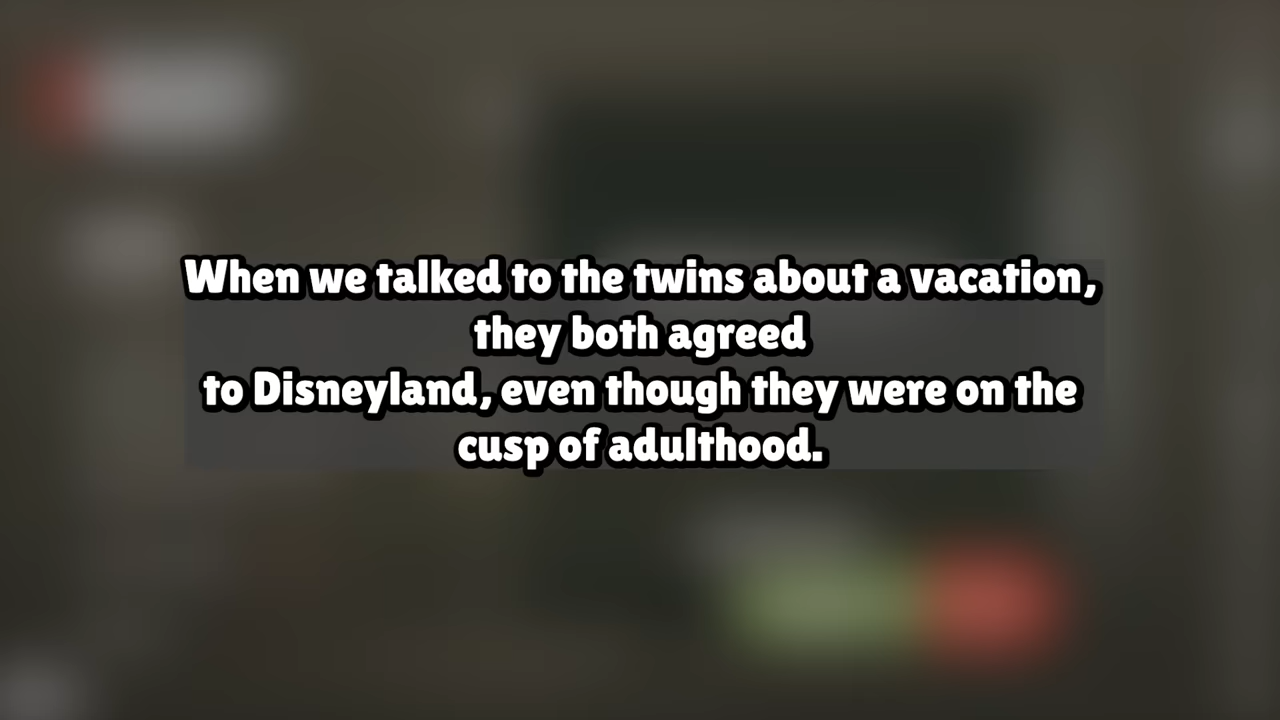 When we talked to the twins about a vacation,
they both agreed
to Disneyland, even though they were on the
cusp of adulthood.